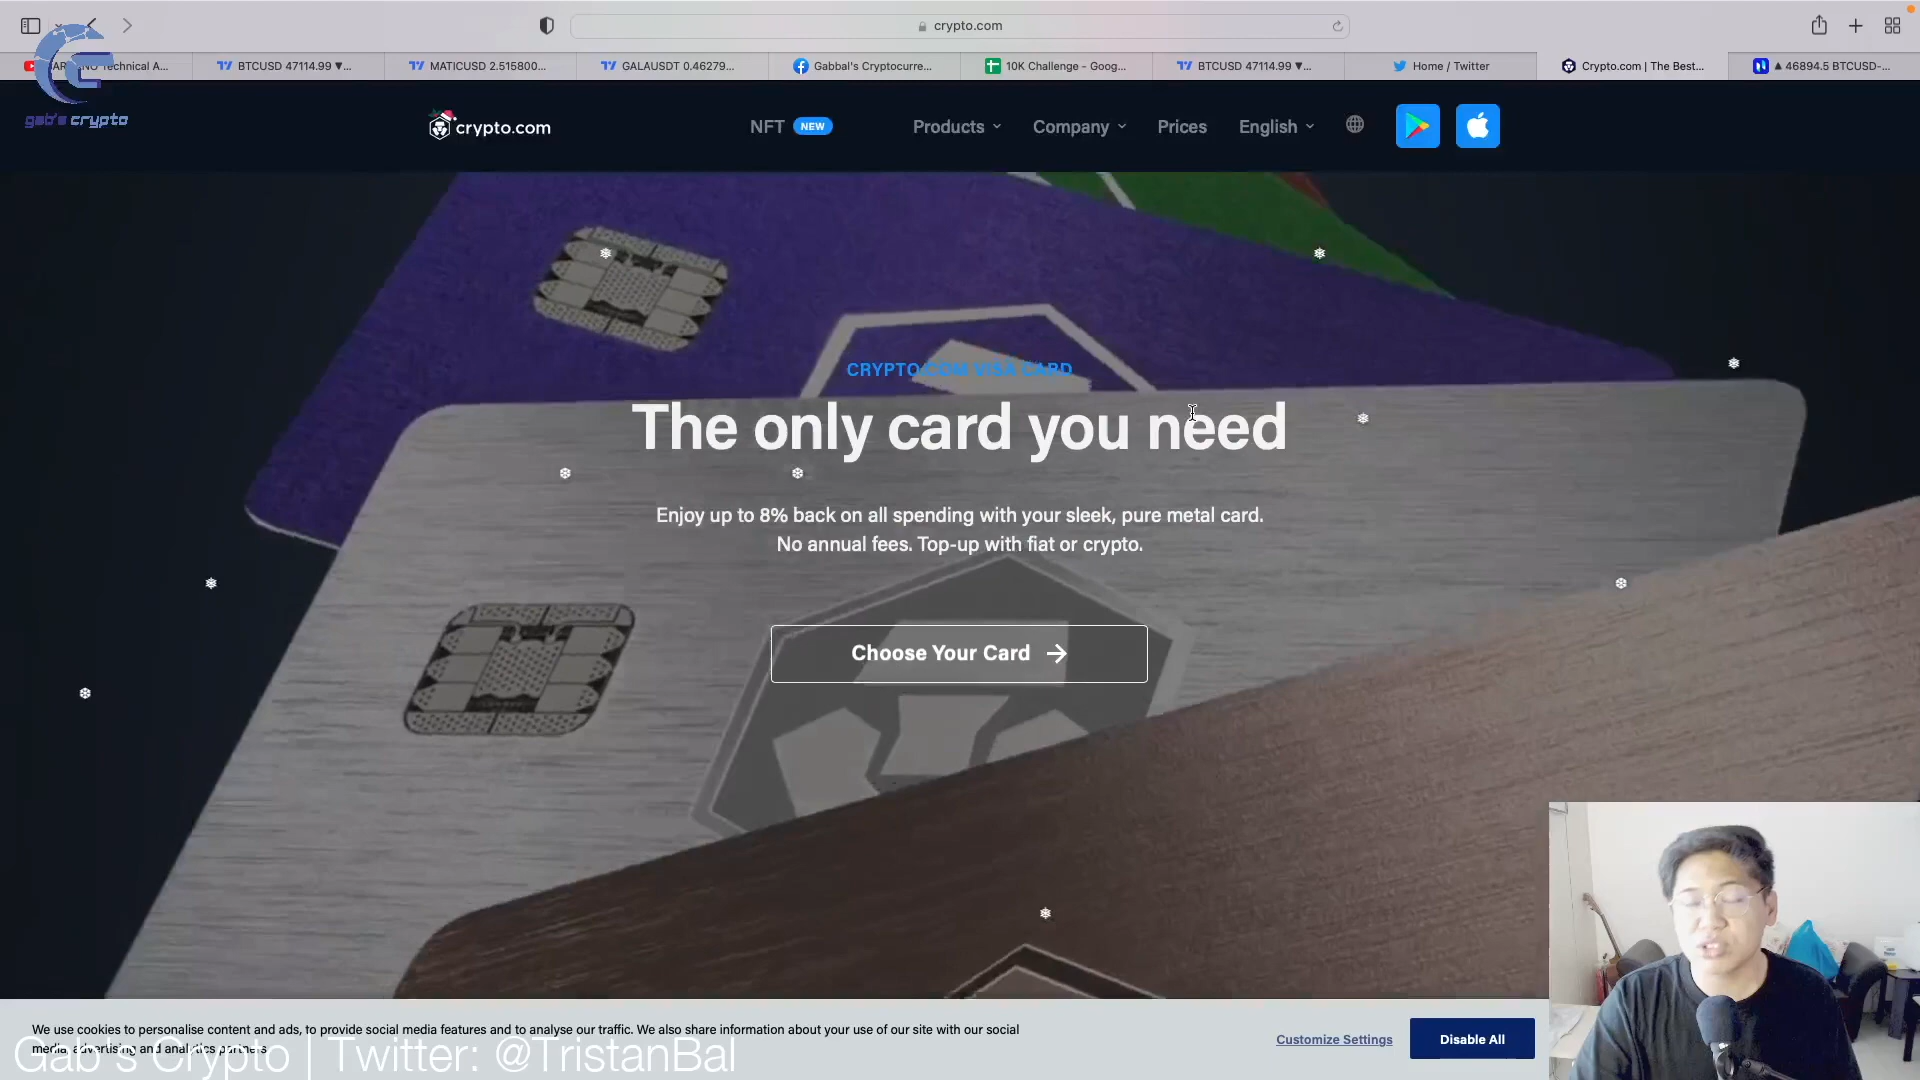 crypto.com
BTCUSD 47114.99 ▼...
MATICUSD 2.515800...
GALAUSDT 0.46279...
Gabbal's Cryptocurre...
10K Challenge - Goog...
BTCUSD 47114.99 ▼...
Home / Twitter
Crypto.com | The Best...
▲ 46894.5 BTCUSD-...
gab's crypto
crypto.com
NFT NEW
Products
Company
Prices
English
CRYPTO.COM VISA CARD
The only card you need
Enjoy up to 8% back on all spending with your sleek, pure metal card.
No annual fees. Top-up with fiat or crypto.
Choose Your Card →
We use cookies to personalise content and ads, to provide social media features and to analyse our traffic. We also share information about your use of our site with our social
media, advertising and analytics partners
Customize Settings
Disable All
Gab's Crypto | Twitter: @TristanBal